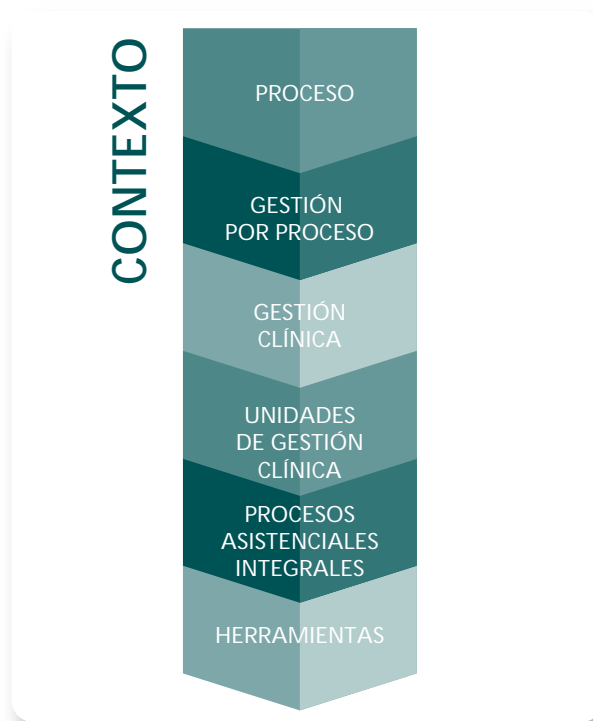 CONTEXTO
PROCESO
GESTIÓN
POR PROCESO
GESTIÓN
CLÍNICA
UNIDADES
DE GESTIÓN
CLÍNICA
PROCESOS
ASISTENCIALES
INTEGRALES
HERRAMIENTAS